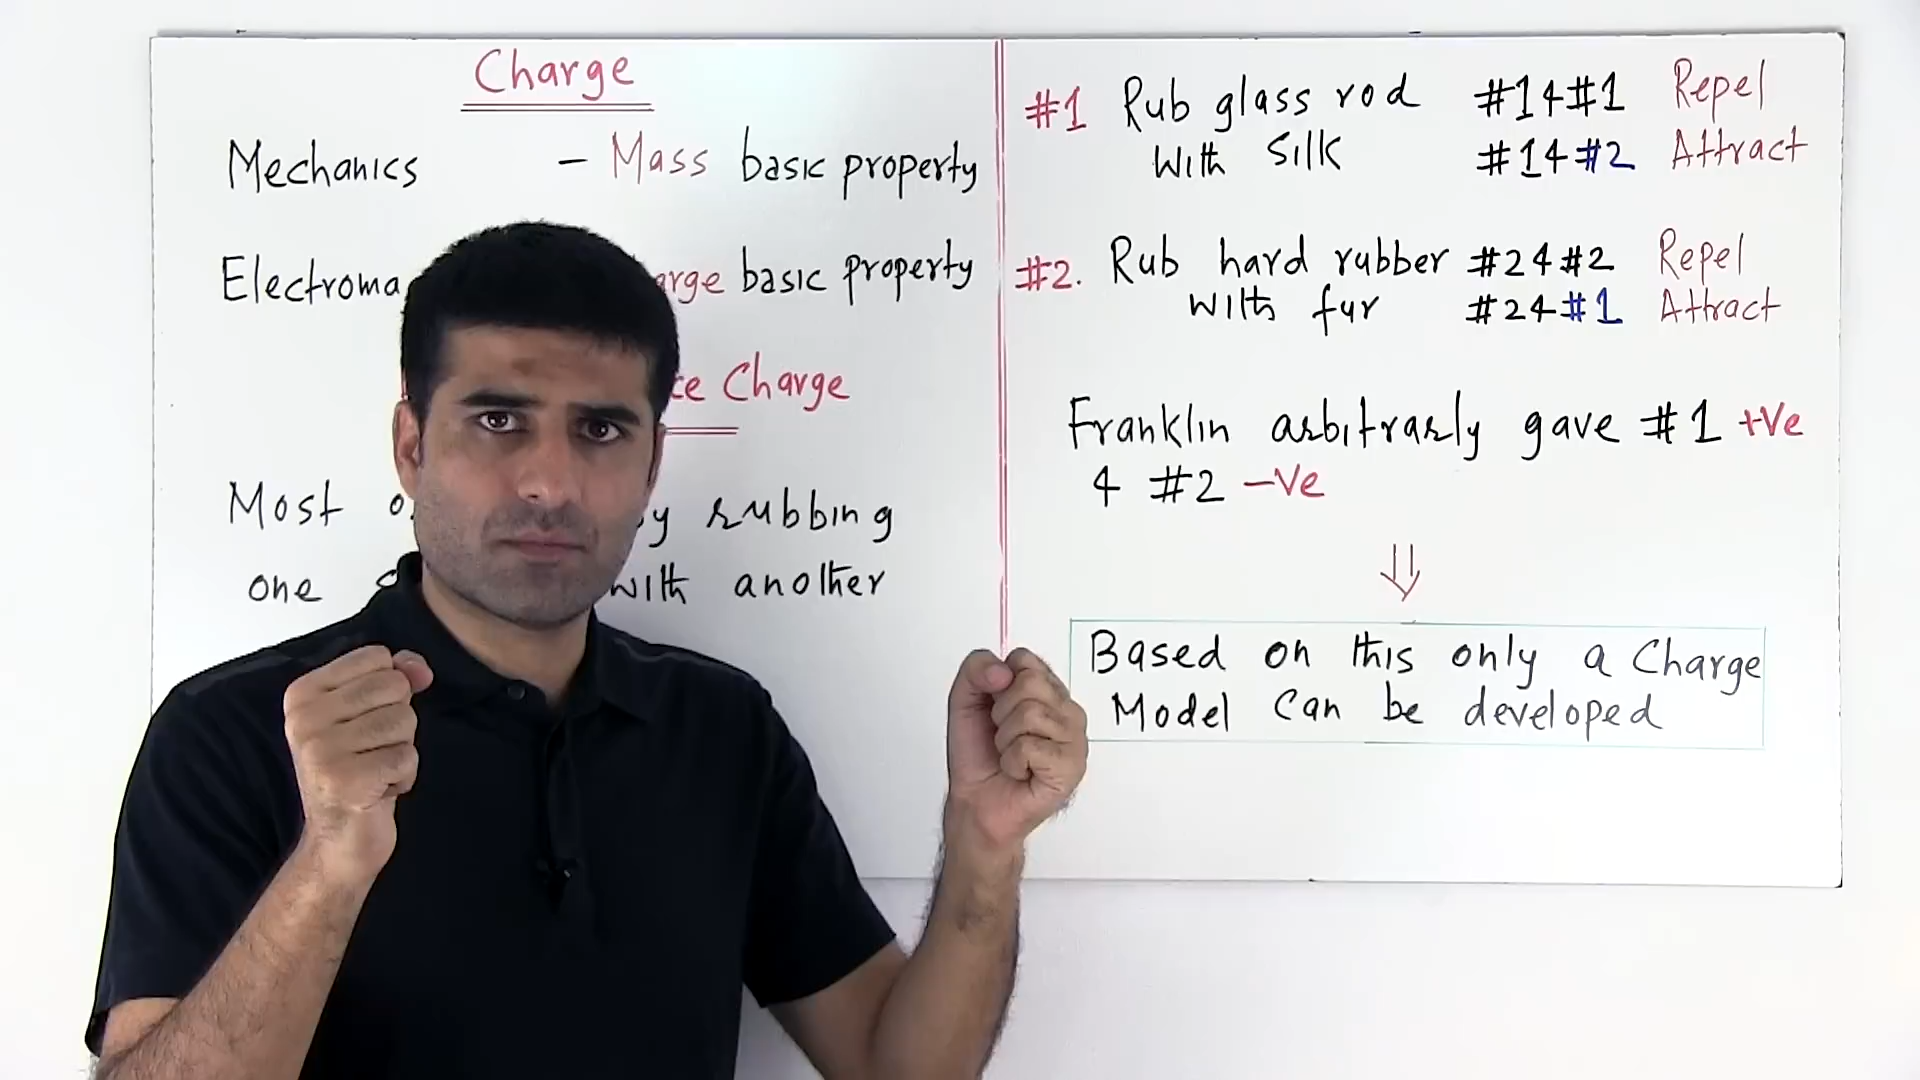 Charge
Mechanics - Mass basic property
basic property
Charge
Most rubbing
one with another
#1 Rub glass rod #1&#1 Repel
with Silk #1&#2 Attract
#2. Rub hard rubber #2&#2 Repel
with fur #2&#1 Attract
Franklin arbitrarly gave #1 +Ve
& #2 -Ve
⇓
Based on this only a Charge
Model Can be developed